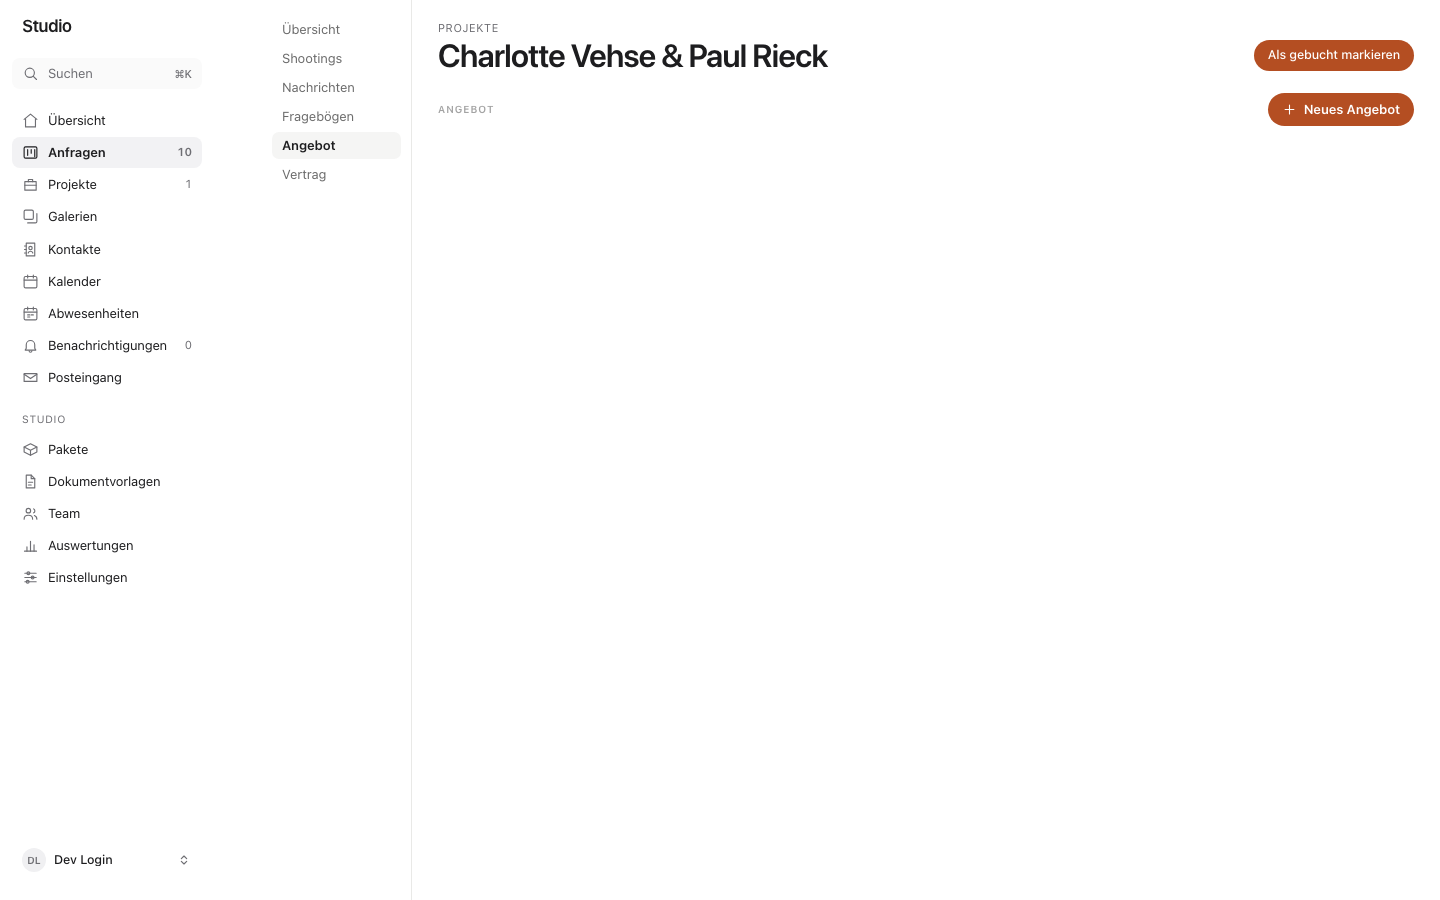 Studio
Suchen ⌘K
Übersicht
Anfragen 10
Projekte 1
Galerien
Kontakte
Kalender
Abwesenheiten
Benachrichtigungen 0
Posteingang
STUDIO
Pakete
Dokumentvorlagen
Team
Auswertungen
Einstellungen
DL Dev Login
Übersicht
Shootings
Nachrichten
Fragebögen
Angebot
Vertrag
PROJEKTE
Charlotte Vehse & Paul Rieck
Als gebucht markieren
ANGEBOT
Neues Angebot